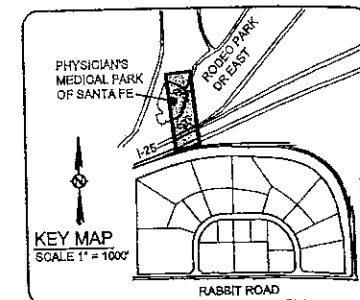 PHYSICIAN'S
MEDICAL PARK
OF SANTA FE
RODEO PARK
DR EAST
I-25
N
KEY MAP
SCALE 1" = 1000'
RABBIT ROAD